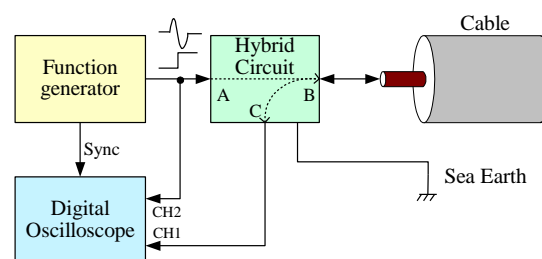 Cable
Function
generator
Hybrid
Circuit
A
B
C
Sync
Sea Earth
Digital
Oscilloscope
CH2
CH1